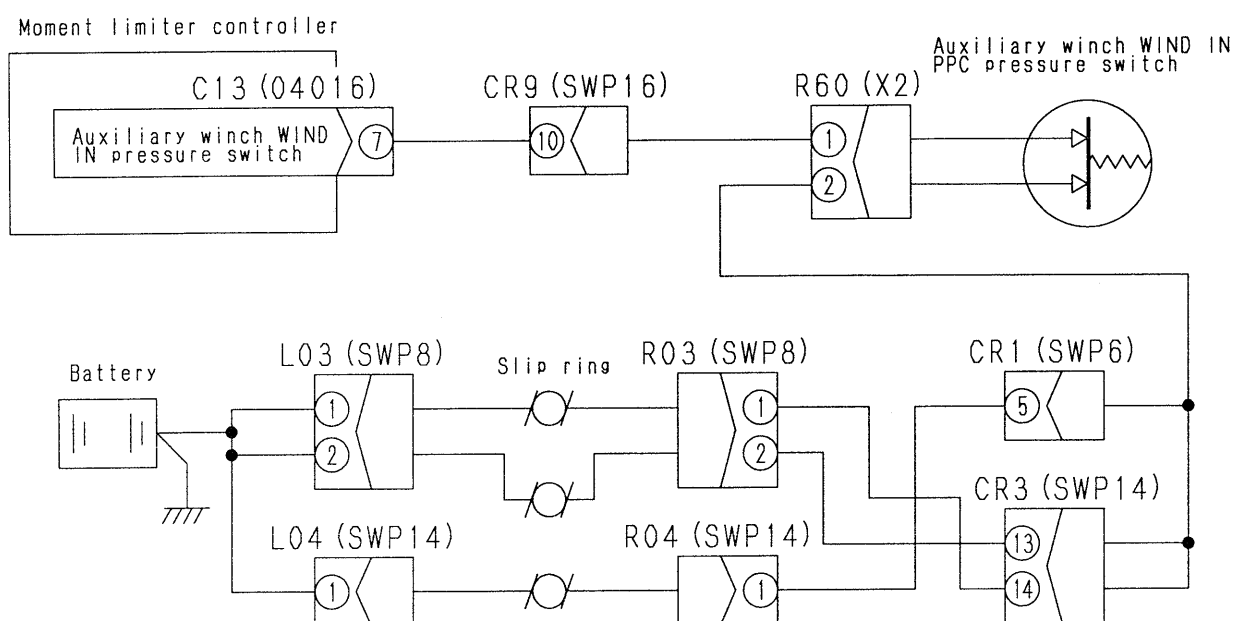 Moment limiter controller
C13 (04016)
Auxiliary winch WIND
IN pressure switch
7
CR9 (SWP16)
10
R60 (X2)
1
2
Auxiliary winch WIND IN
PPC pressure switch
Battery
L03 (SWP8)
1
2
Slip ring
R03 (SWP8)
1
2
CR1 (SWP6)
5
L04 (SWP14)
1
R04 (SWP14)
1
CR3 (SWP14)
13
14